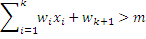 ∑_{i=1}^{k} w_i x_i + w_{k+1} > m